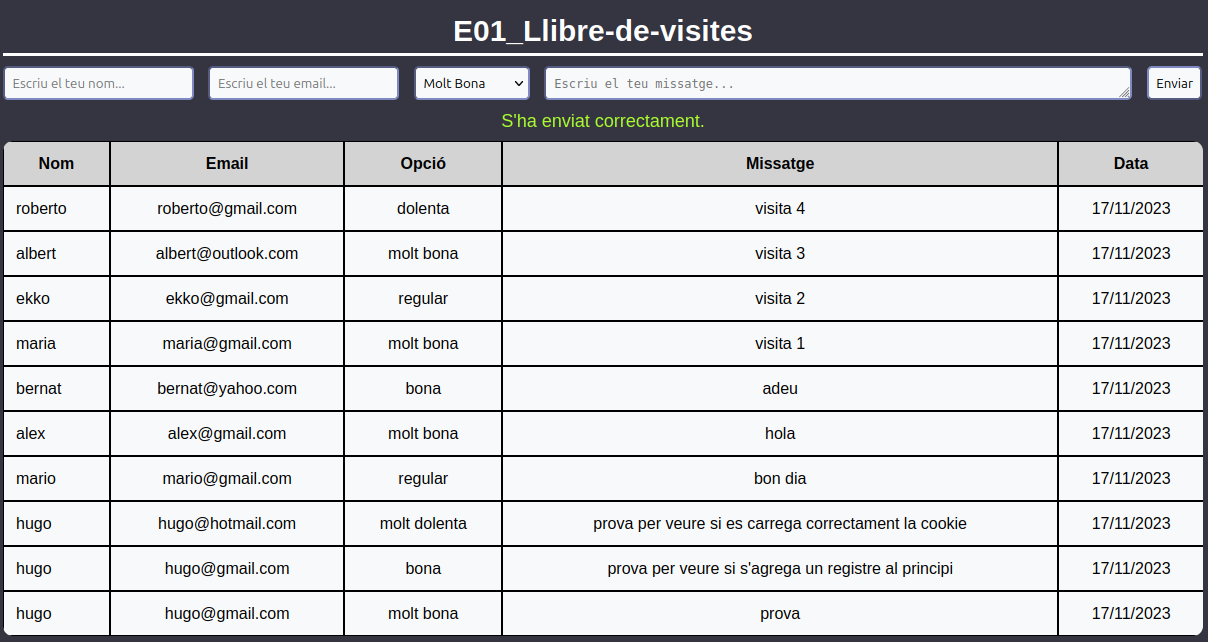 E01_Llibre-de-visites
Escriu el teu nom... Escriu el teu email... Molt Bona Escriu el teu missatge... Enviar
S'ha enviat correctament.
Nom Email Opció Missatge Data
roberto roberto@gmail.com dolenta visita 4 17/11/2023
albert albert@outlook.com molt bona visita 3 17/11/2023
ekko ekko@gmail.com regular visita 2 17/11/2023
maria maria@gmail.com molt bona visita 1 17/11/2023
bernat bernat@yahoo.com bona adeu 17/11/2023
alex alex@gmail.com molt bona hola 17/11/2023
mario mario@gmail.com regular bon dia 17/11/2023
hugo hugo@hotmail.com molt dolenta prova per veure si es carrega correctament la cookie 17/11/2023
hugo hugo@gmail.com bona prova per veure si s'agrega un registre al principi 17/11/2023
hugo hugo@gmail.com molt bona prova 17/11/2023